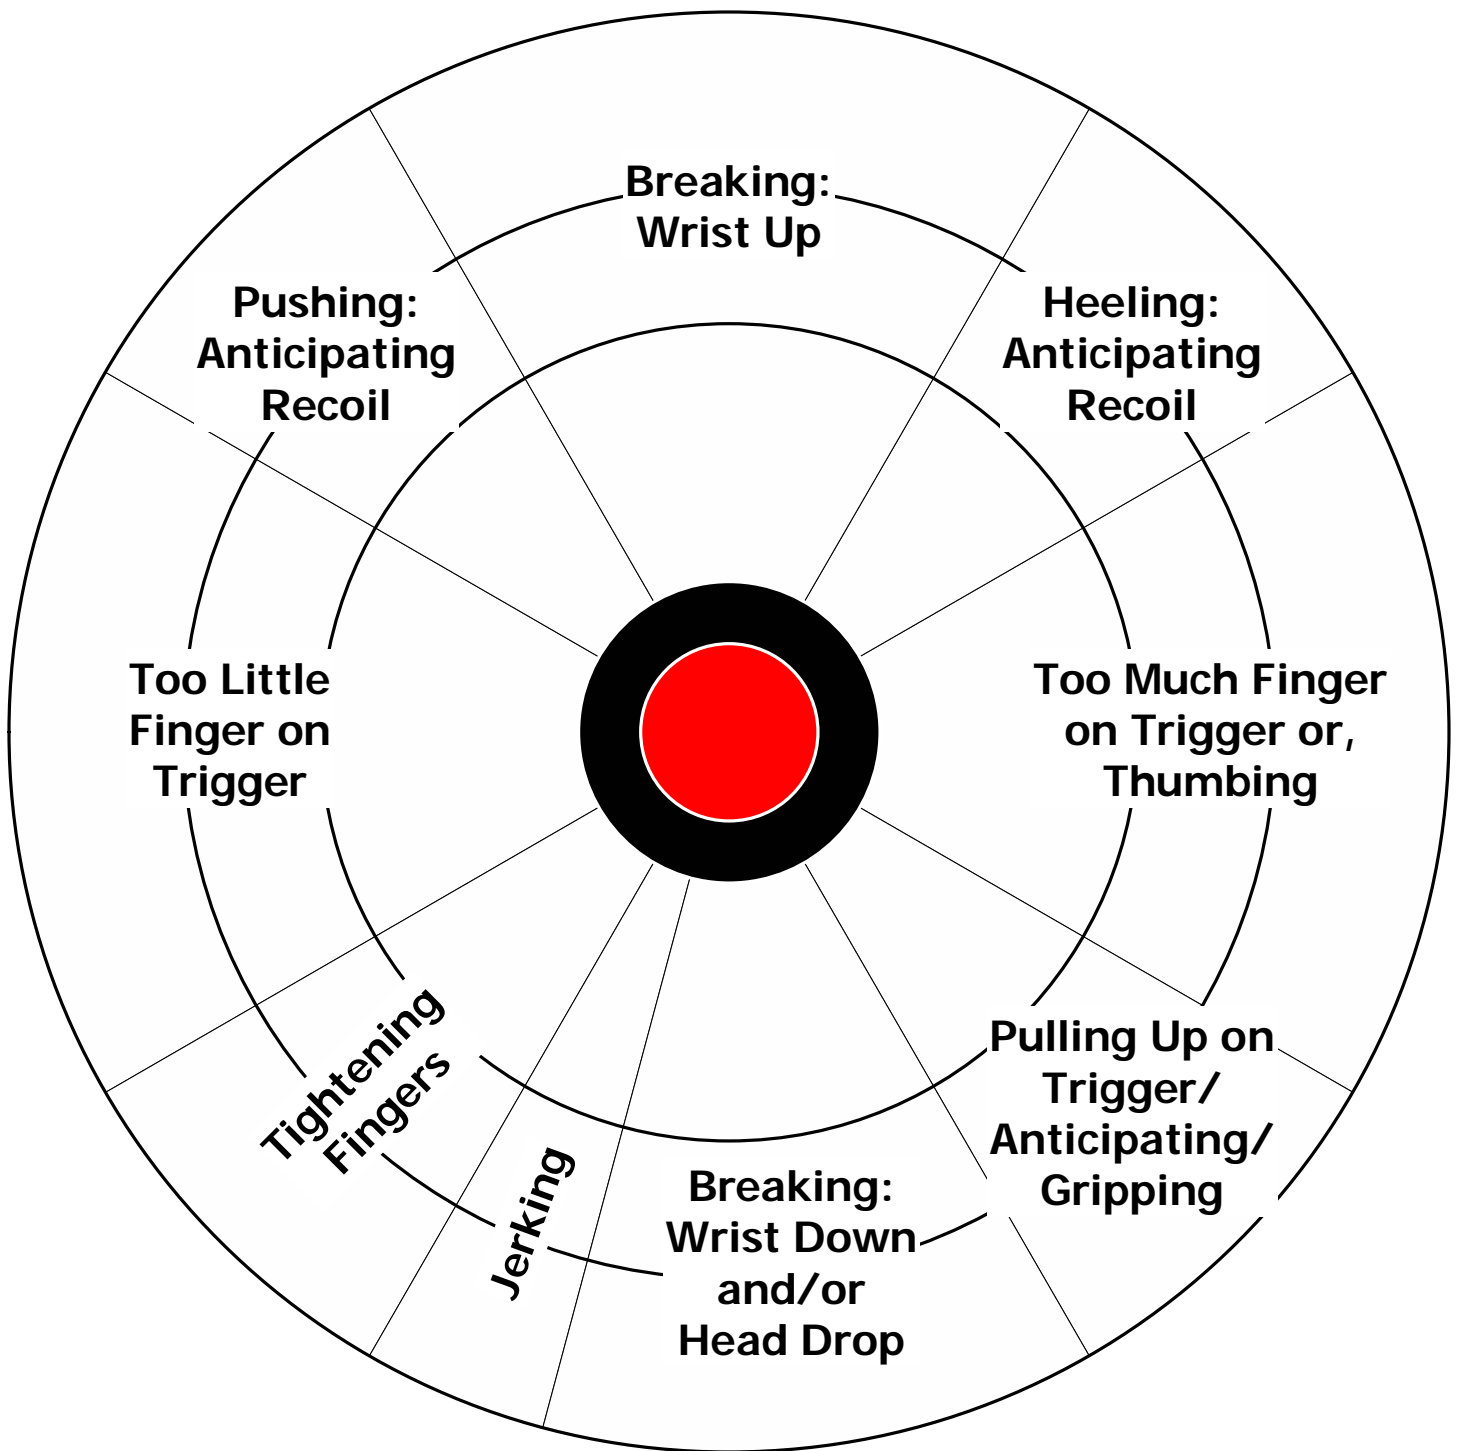 Breaking:
Wrist Up
Pushing:
Anticipating
Recoil
Heeling:
Anticipating
Recoil
Too Little
Finger on
Trigger
Too Much Finger
on Trigger or,
Thumbing
Tightening
Fingers
Jerking
Breaking:
Wrist Down
and/or
Head Drop
Pulling Up on
Trigger/
Anticipating/
Gripping